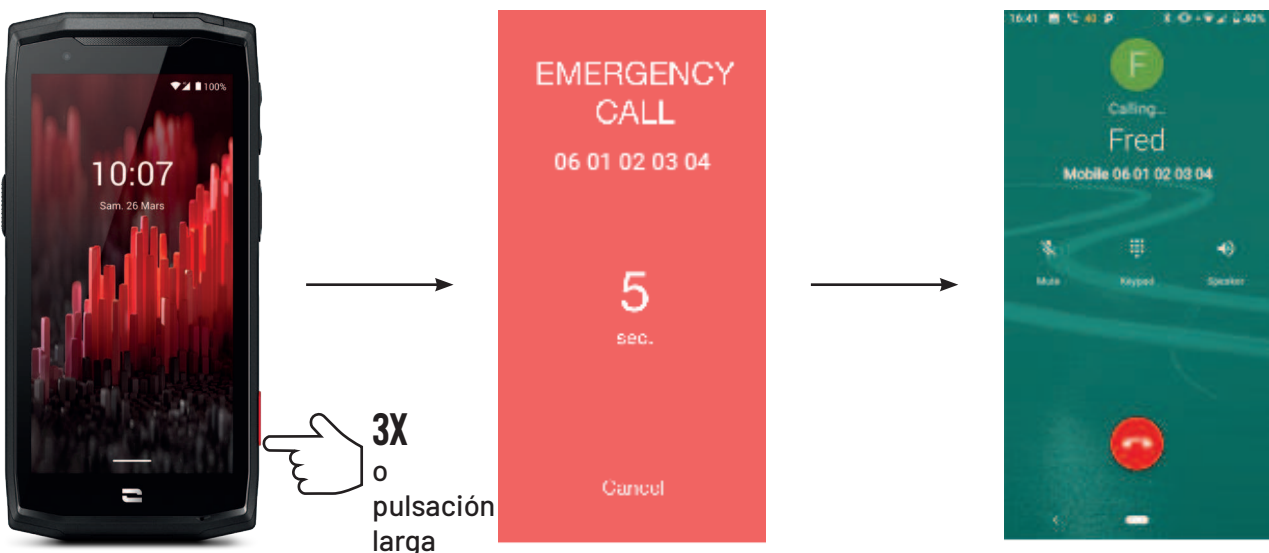 100%
10:07
Sam. 26 Mars
3X
o
pulsación
larga
EMERGENCY
CALL
06 01 02 03 04
5
sec.
Cancel
16:41 40 P 40%
F
Calling...
Fred
Mobile 06 01 02 03 04
Mute Keypad Speaker